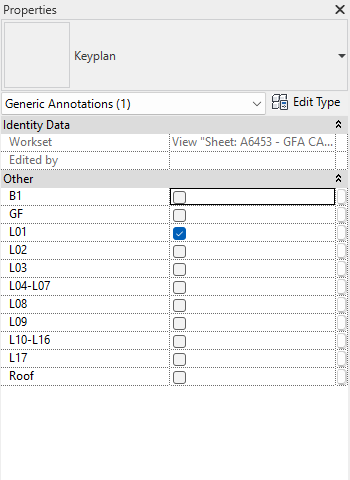 Properties
Keyplan
Generic Annotations (1)
Edit Type
Identity Data
Workset View "Sheet: A6453 - GFA CA...
Edited by
Other
B1
GF
L01
L02
L03
L04-L07
L08
L09
L10-L16
L17
Roof